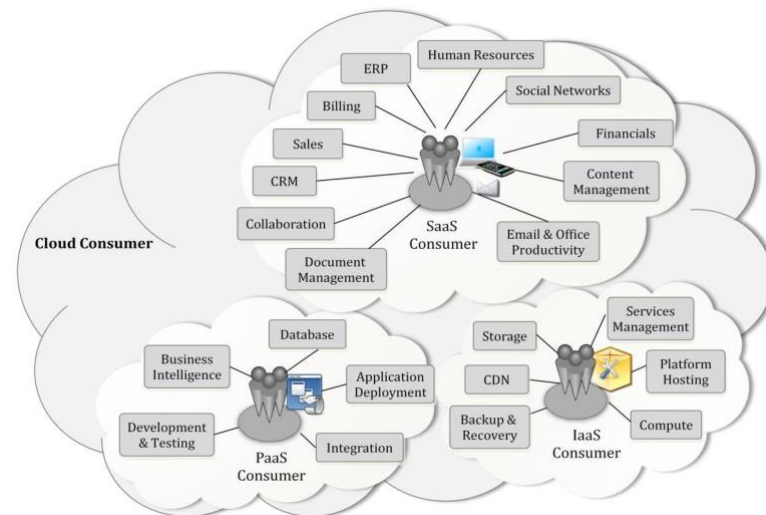 Human Resources
ERP
Social Networks
Billing
Financials
Sales
Content
Management
CRM
Collaboration
SaaS
Consumer
Email & Office
Productivity
Document
Management
Cloud Consumer
Database
Business
Intelligence
Application
Deployment
Development
& Testing
Integration
PaaS
Consumer
Services
Management
Storage
Platform
Hosting
CDN
Backup &
Recovery
Compute
IaaS
Consumer